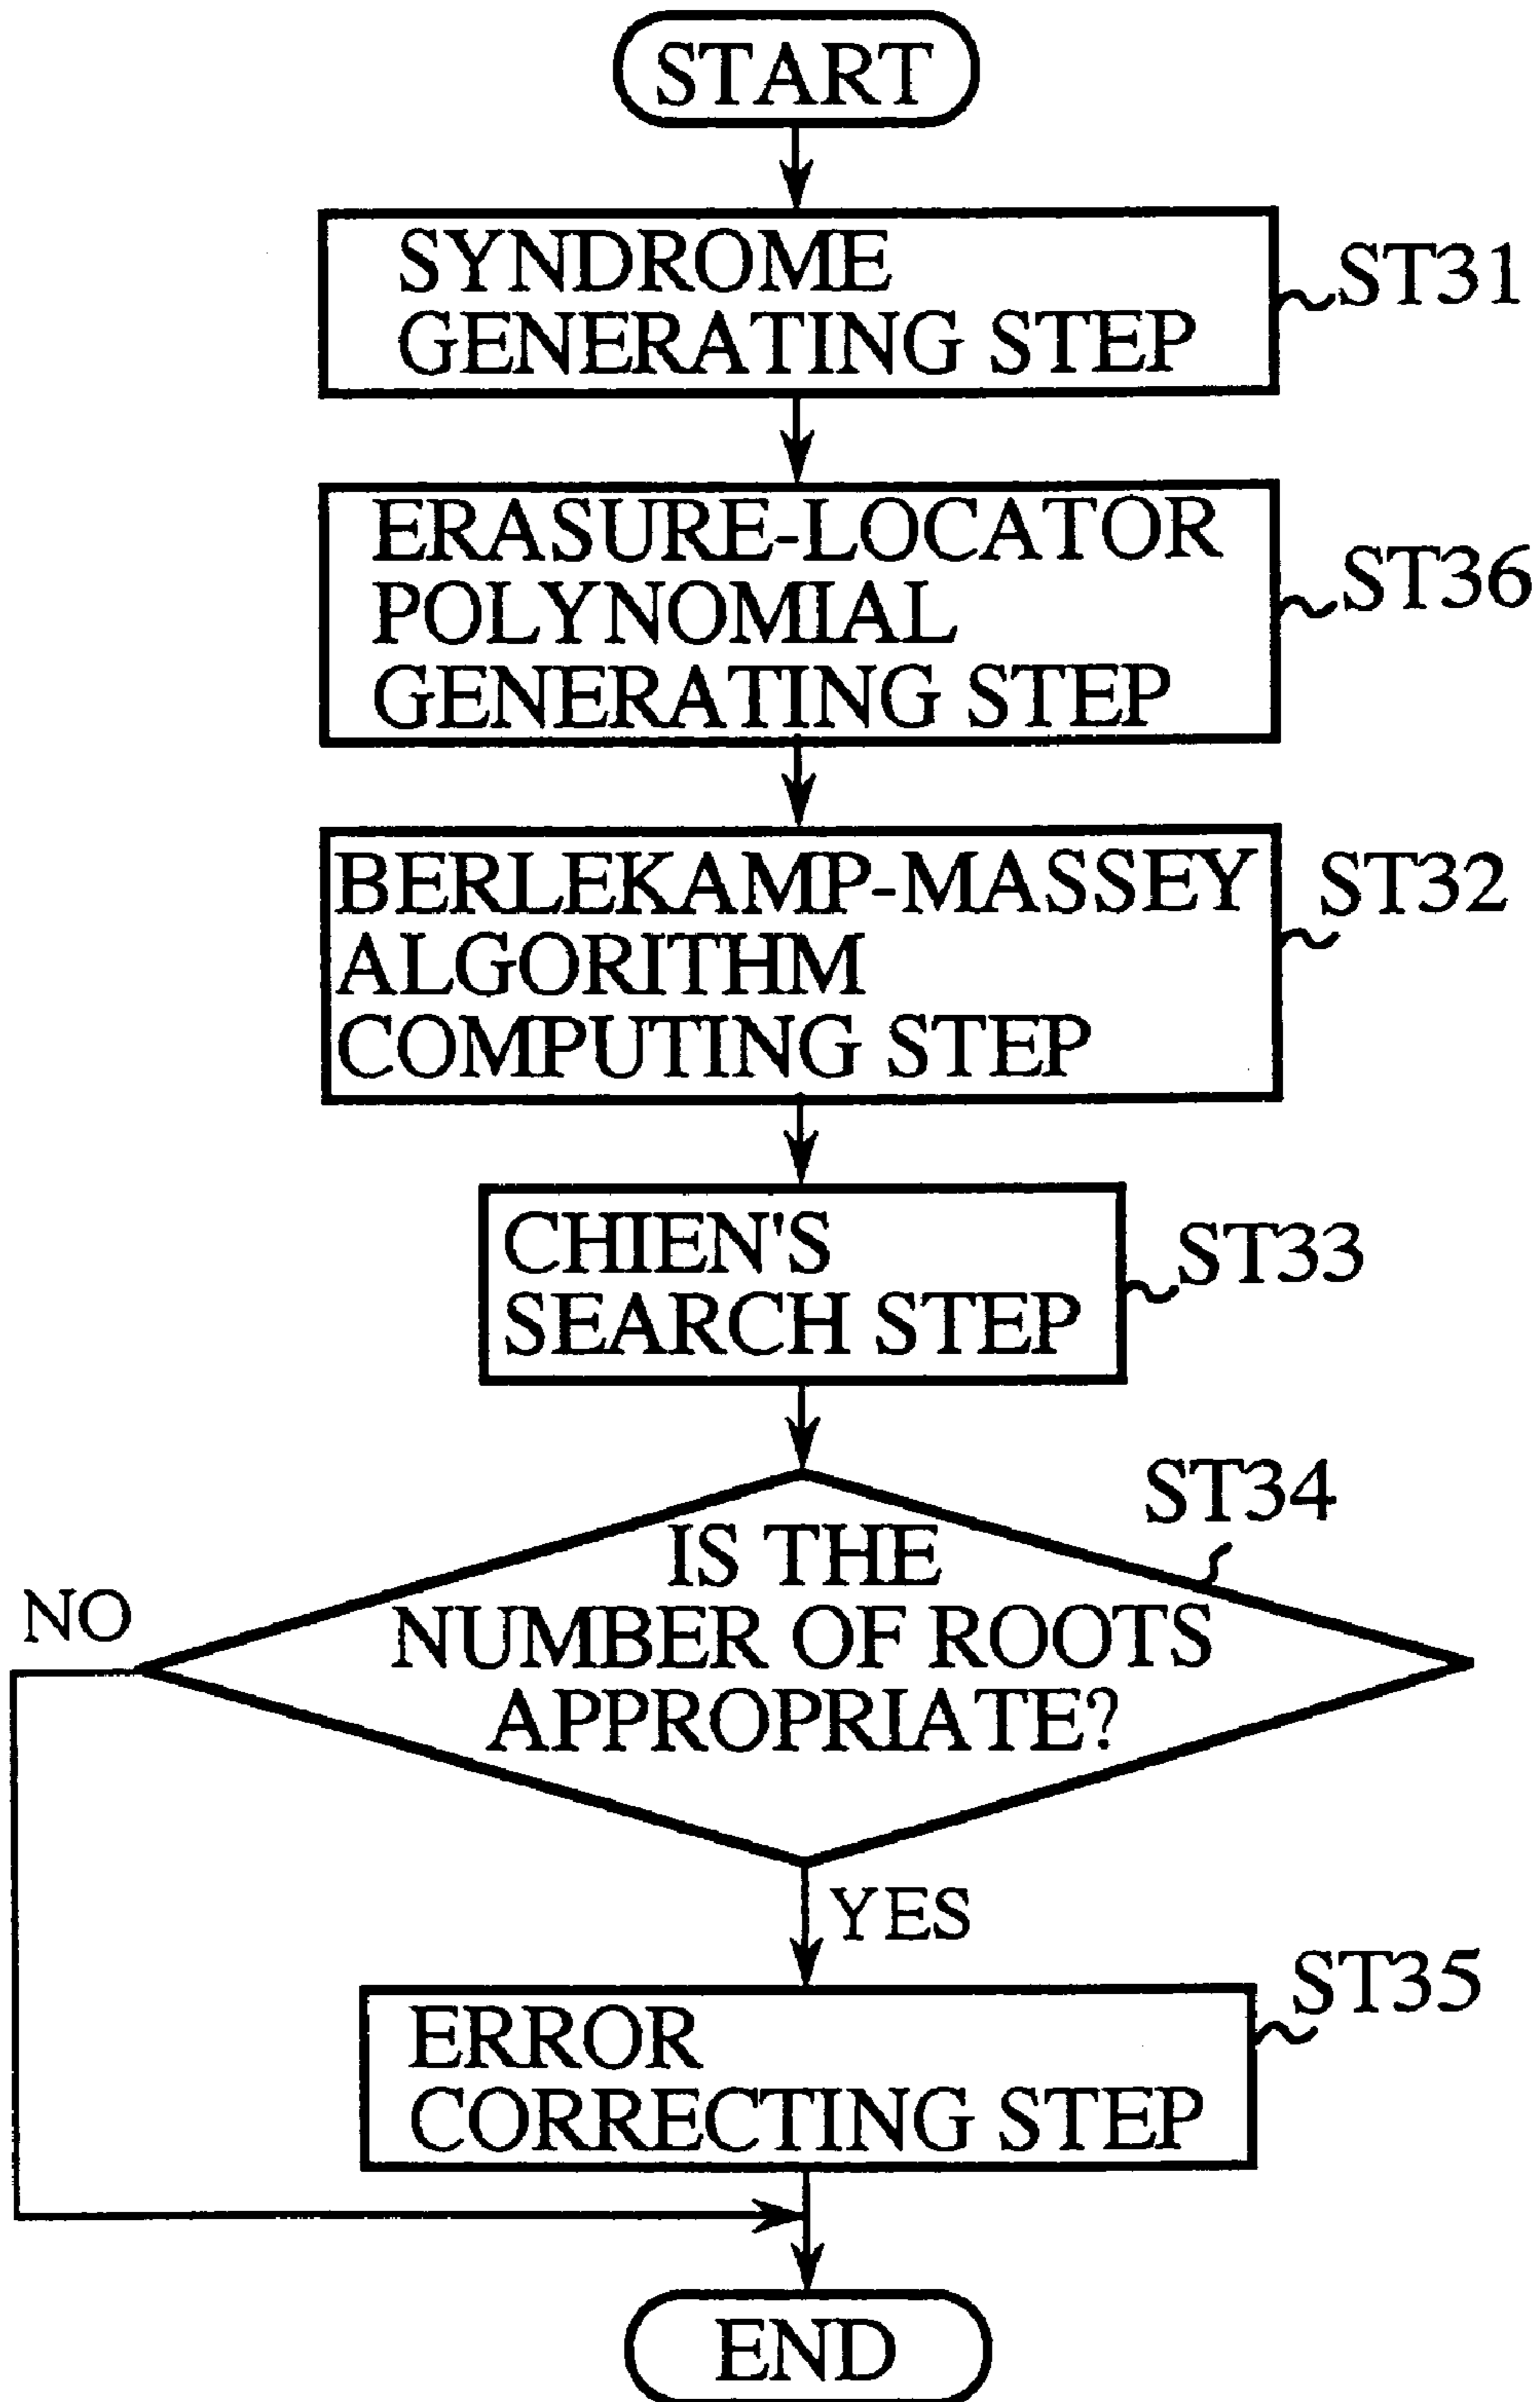 START
SYNDROME
GENERATING STEP
ST31
ERASURE-LOCATOR
POLYNOMIAL
GENERATING STEP
ST36
BERLEKAMP-MASSEY
ALGORITHM
COMPUTING STEP
ST32
CHIEN'S
SEARCH STEP
ST33
ST34
IS THE
NUMBER OF ROOTS
APPROPRIATE?
NO
YES
ERROR
CORRECTING STEP
ST35
END